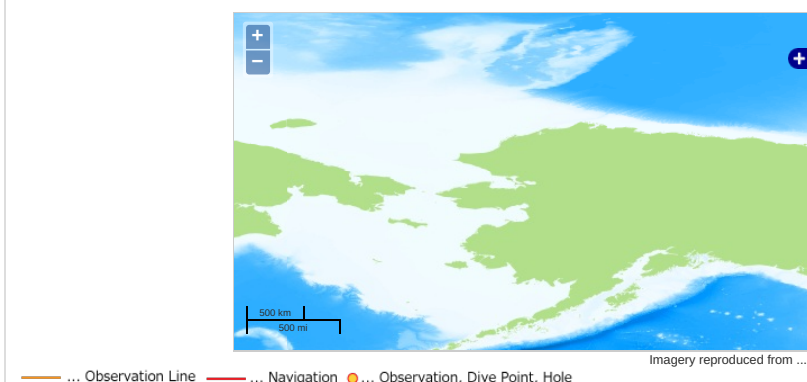 +
−
+
500 km
500 mi
Imagery reproduced from ...
... Observation Line ... Navigation ... Observation, Dive Point, Hole